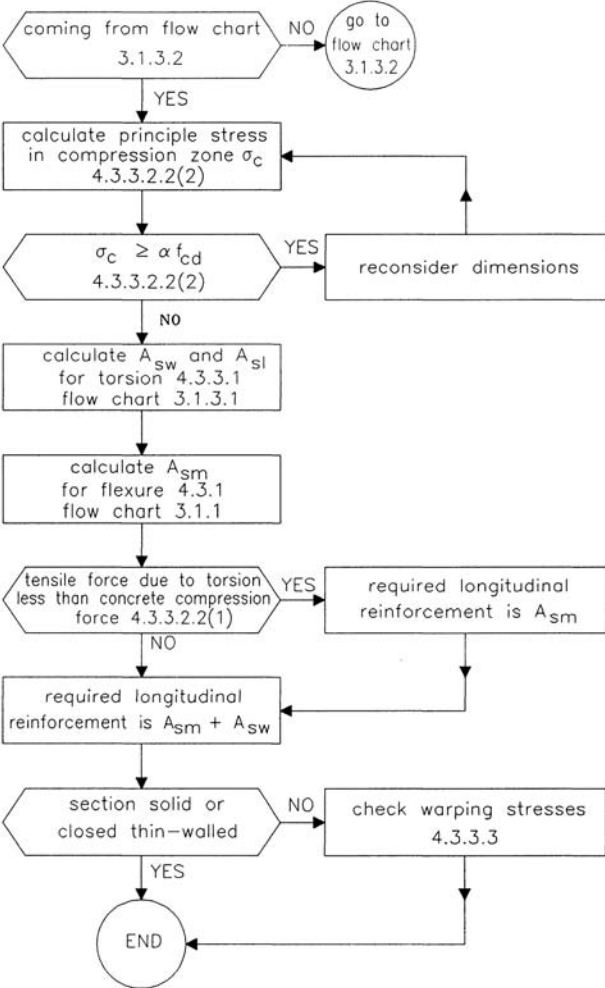 coming from flow chart
3.1.3.2
NO
go to
flow chart
3.1.3.2
YES
calculate principle stress
in compression zone σc
4.3.3.2.2(2)
σc ≥ α fcd
4.3.3.2.2(2)
YES
reconsider dimensions
NO
calculate Asw and Asl
for torsion 4.3.3.1
flow chart 3.1.3.1
calculate Asm
for flexure 4.3.1
flow chart 3.1.1
tensile force due to torsion
less than concrete compression
force 4.3.3.2.2(1)
YES
required longitudinal
reinforcement is Asm
NO
required longitudinal
reinforcement is Asm + Asw
section solid or
closed thin-walled
NO
check warping stresses
4.3.3.3
YES
END